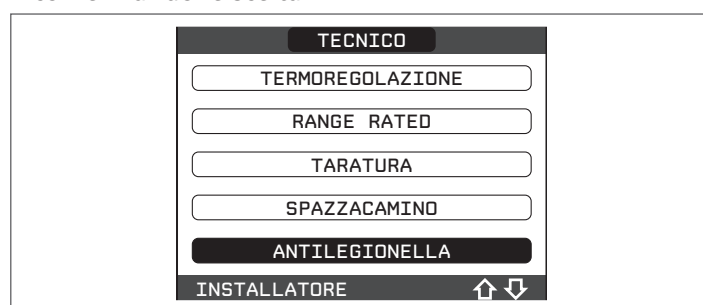 TECNICO
TERMOREGOLAZIONE
RANGE RATED
TARATURA
SPAZZACAMINO
ANTILEGIONELLA
INSTALLATORE